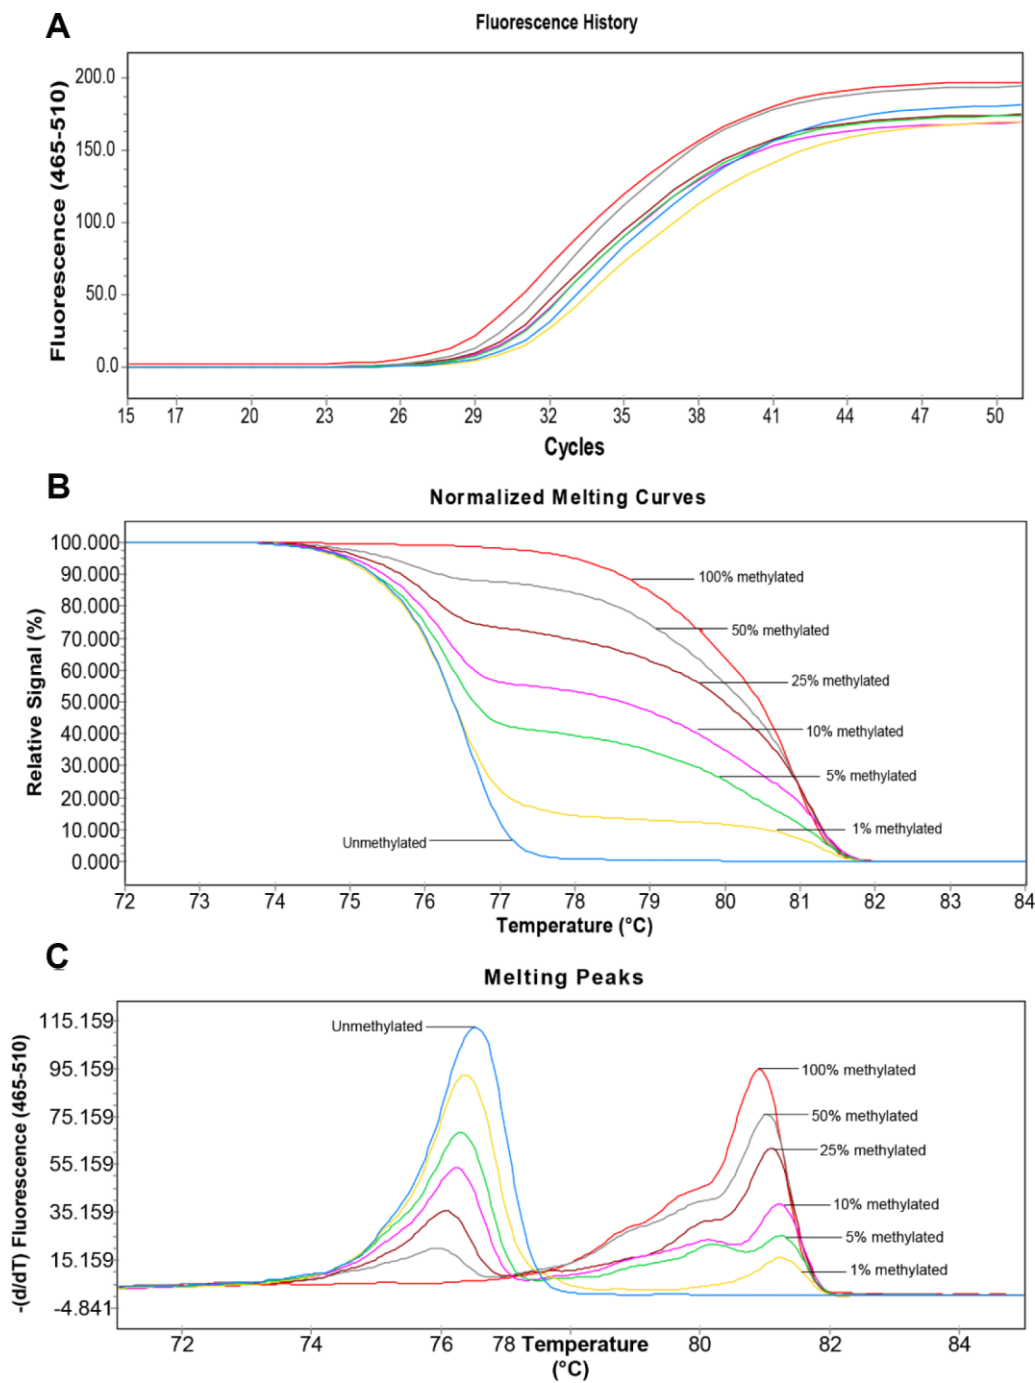 A
Fluorescence History
Fluorescence (465-510)
200.0
150.0
100.0
50.0
0.0
15 17 20 23 26 29 32 35 38 41 44 47 50
Cycles
B
Normalized Melting Curves
Relative Signal (%)
100.000
90.000
80.000
70.000
60.000
50.000
40.000
30.000
20.000
10.000
0.000
100% methylated
50% methylated
25% methylated
10% methylated
5% methylated
1% methylated
Unmethylated
72 73 74 75 76 77 78 79 80 81 82 83 84
Temperature (°C)
C
Melting Peaks
-(d/dT) Fluorescence (465-510)
115.159
95.159
75.159
55.159
35.159
15.159
-4.841
Unmethylated
100% methylated
50% methylated
25% methylated
10% methylated
5% methylated
1% methylated
72 74 76 78 Temperature 80 82 84
(°C)